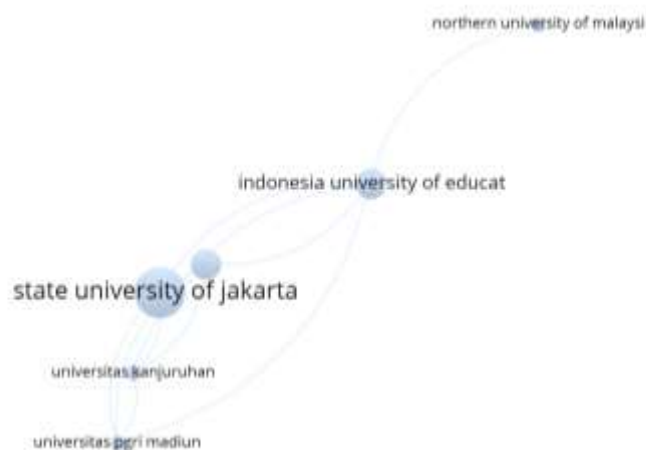 northern university of malaysi
indonesia university of educat
state university of jakarta
universitas kanjuruhan
universitas pgri madiun